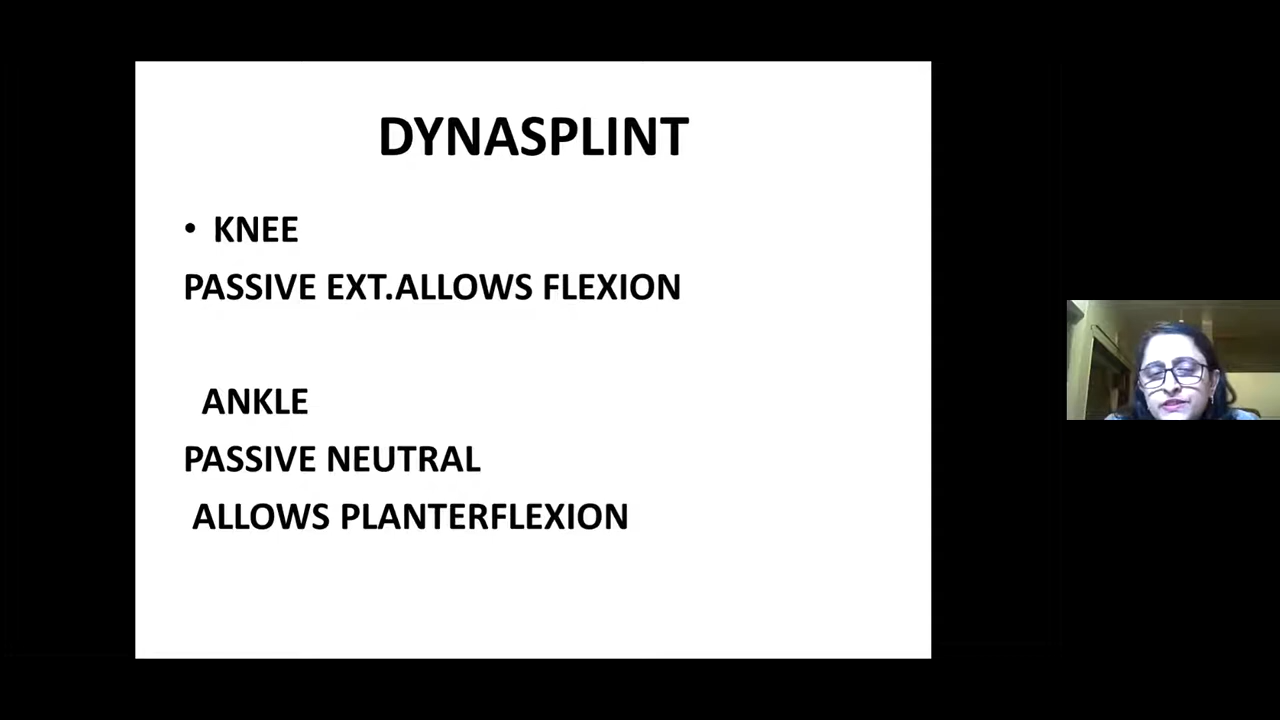 DYNASPLINT
• KNEE
PASSIVE EXT.ALLOWS FLEXION
ANKLE
PASSIVE NEUTRAL
ALLOWS PLANTERFLEXION